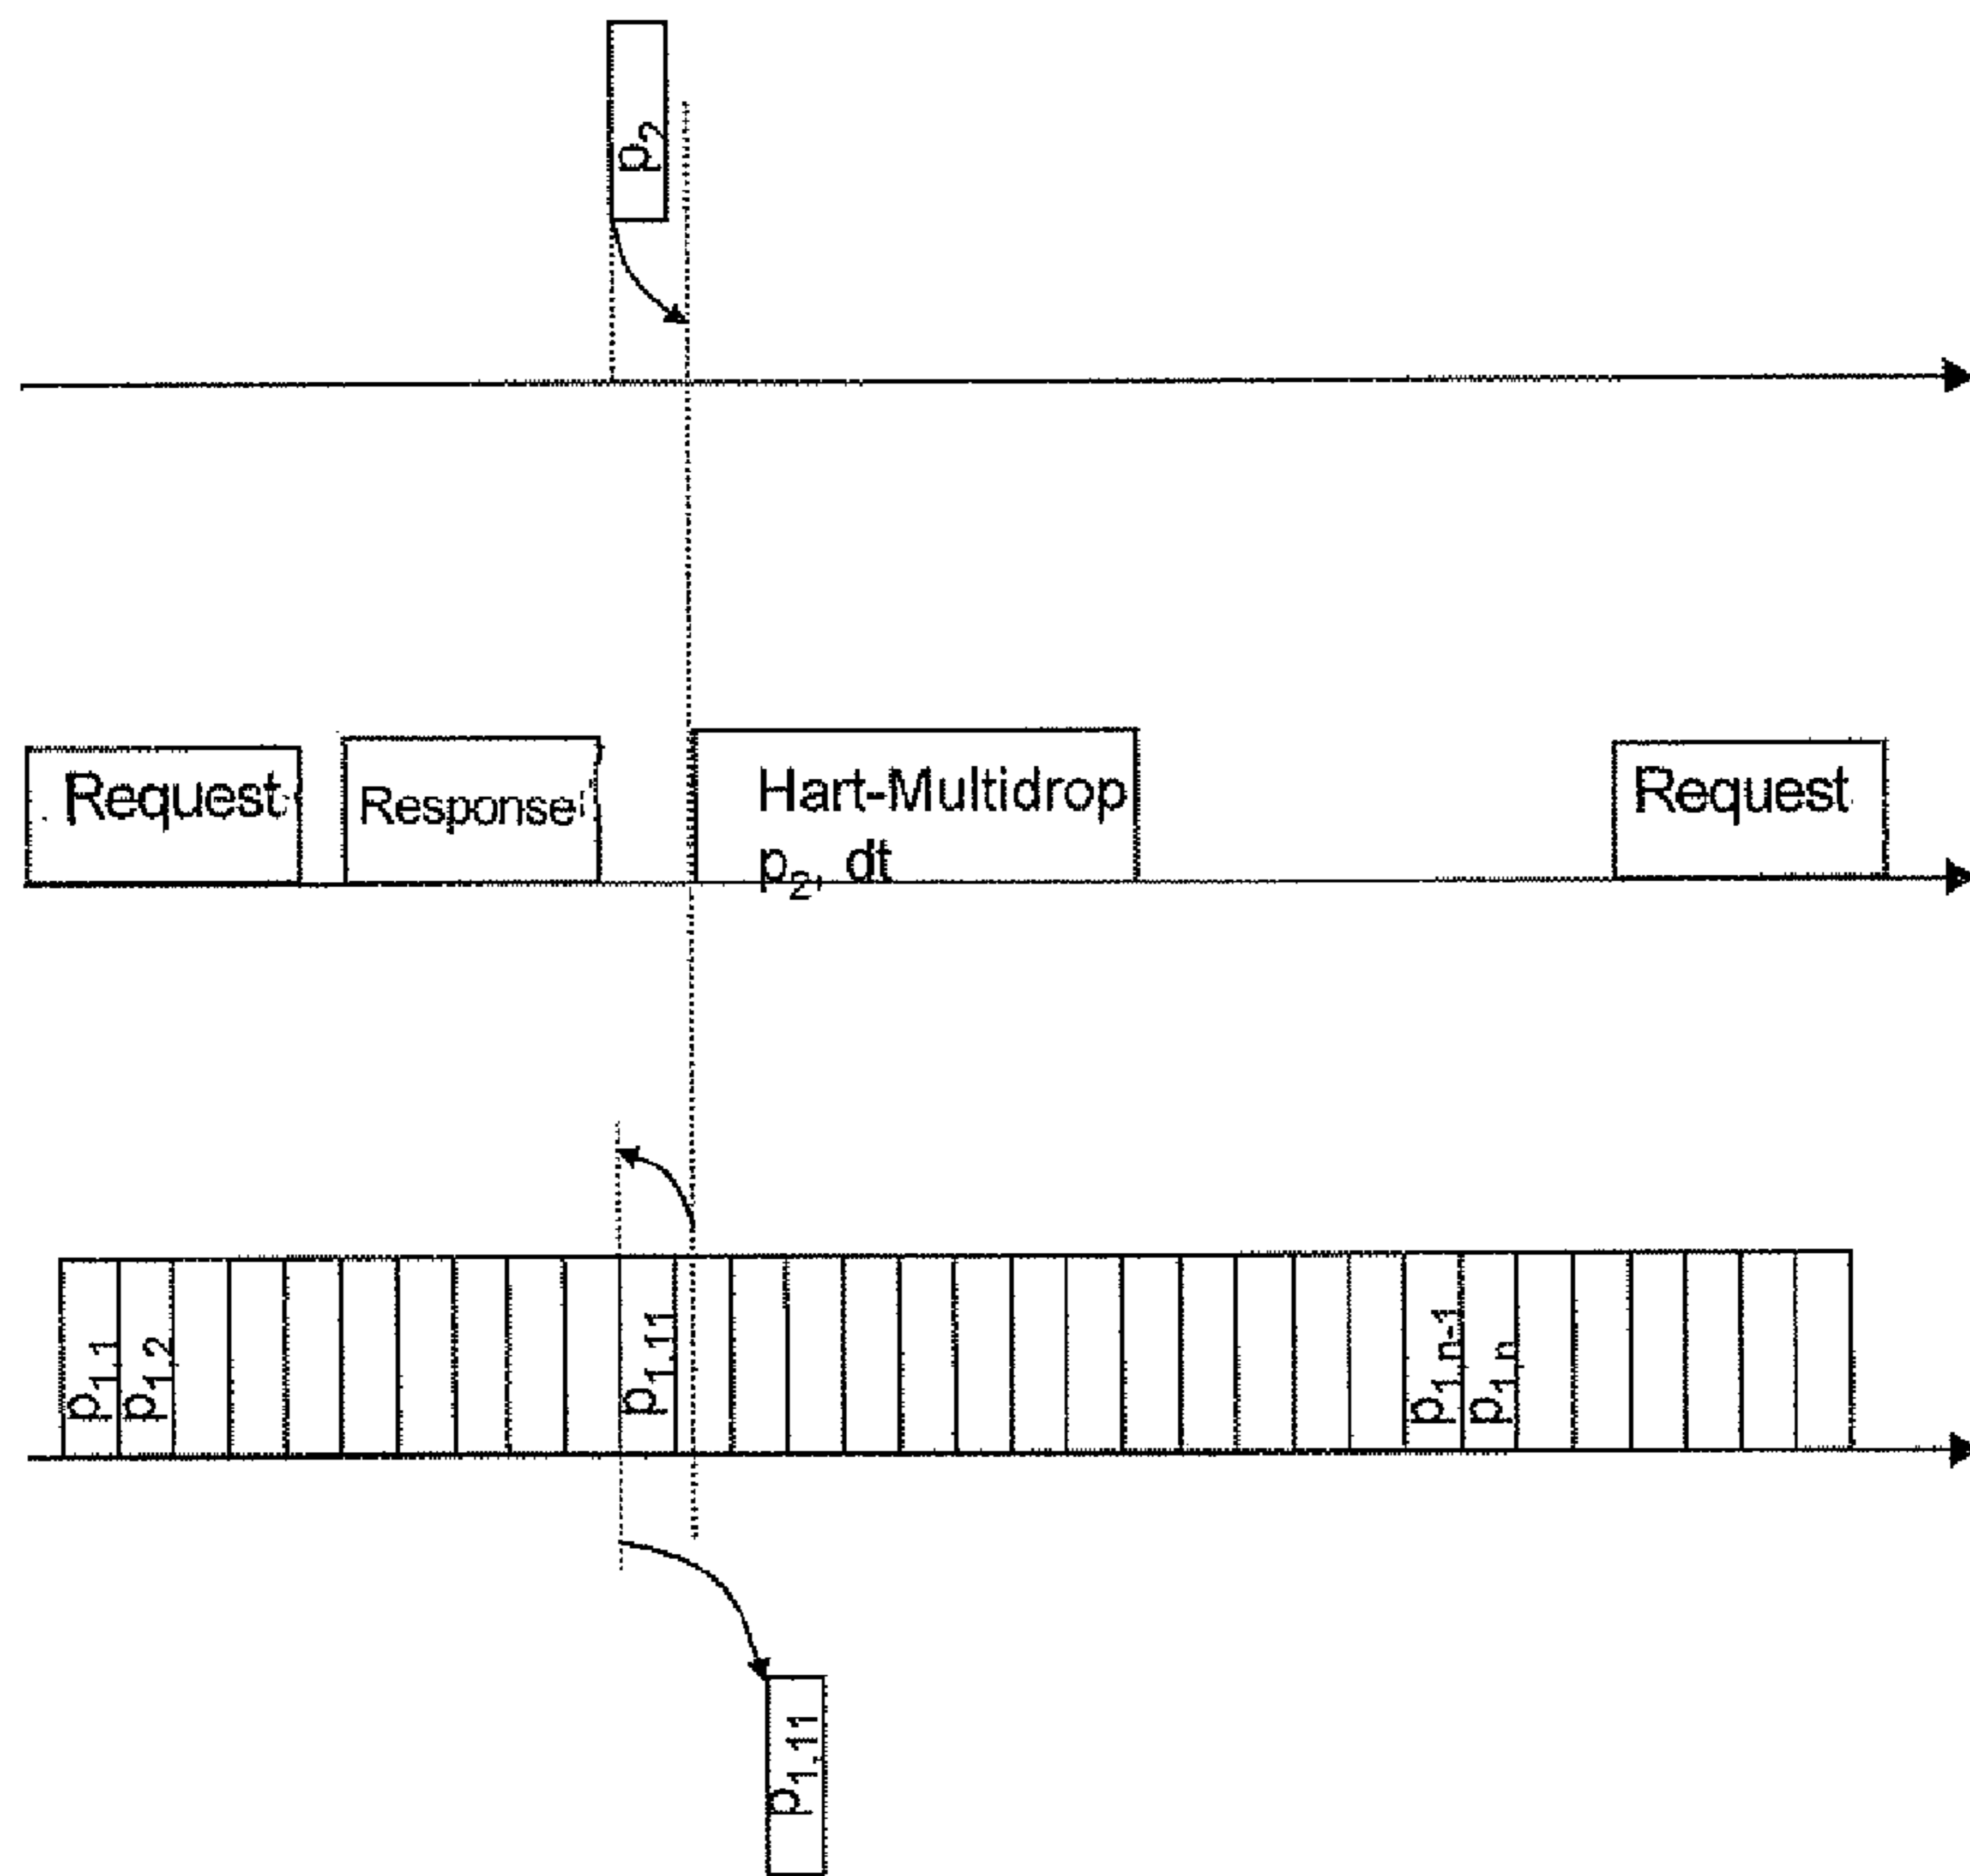 p2
Request
Response
Hart-Multidrop
p2, dt
Request
p1,1
p1,2
p1,11
p1,n-1
p1,n
p1,11